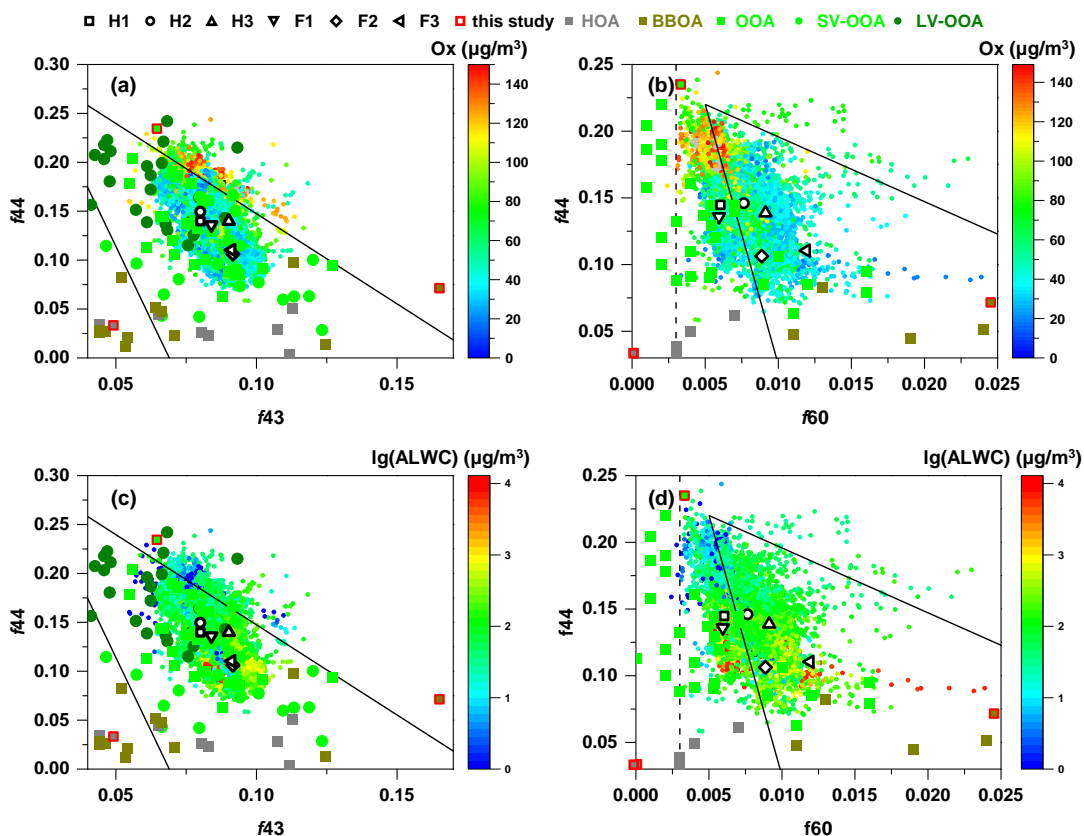 H1 H2 H3 F1 F2 F3 this study HOA BBOA OOA SV-OOA LV-OOA
Ox (µg/m³) Ox (µg/m³)
0.30 (a) 140 0.25 (b) 140
0.25 120 120
0.20 100 0.20 100
0.15 80 0.15 80
0.10 60 0.10 60
0.05 40 0.05 40
0.00 20 20
0 0
0.05 0.10 0.15 0.000 0.005 0.010 0.015 0.020 0.025
f44 f44
f43 f60
lg(ALWC) (µg/m³) lg(ALWC) (µg/m³)
0.30 (c) 4 0.25 (d) 4
0.25 0.20
0.20 3 3
0.15 2 0.15 2
0.10 0.10
0.05 1 0.05 1
0.00 0 0
0.05 0.10 0.15 0.000 0.005 0.010 0.015 0.020 0.025
f44 f44
f43 f60